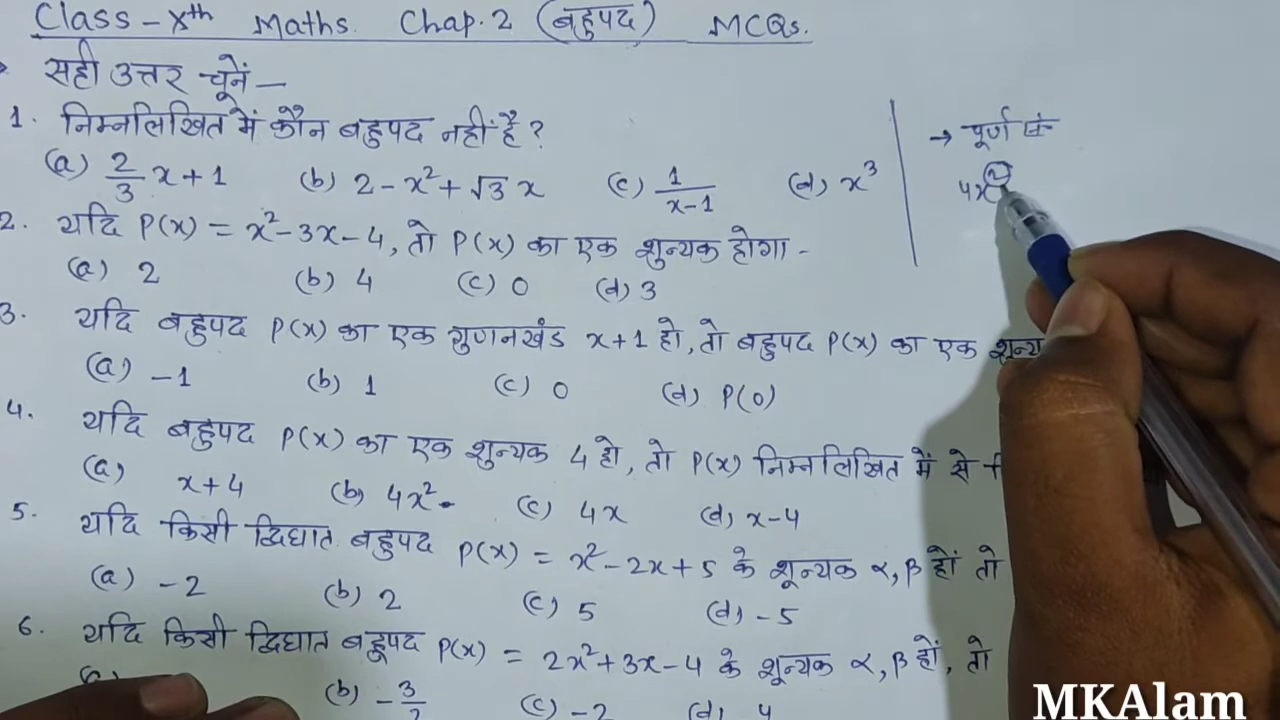 Class - Xth Maths. Chap. 2 (बहुपद) MCQs.
सही उत्तर चूनें —
1. निम्नलिखित में कौन बहुपद नहीं है ?
(a) 2/3 x + 1 (b) 2 - x² + √3 x (c) 1/(x-1) (d) x³
→ पूर्ण
4x
2. यदि P(x) = x² - 3x - 4, तो P(x) का एक शुन्यक होगा -
(a) 2 (b) 4 (c) 0 (d) 3
3. यदि बहुपद P(x) का एक गुणनखंड x + 1 हो, तो बहुपद P(x) का एक शून्य
(a) -1 (b) 1 (c) 0 (d) P(0)
4. यदि बहुपद P(x) का एक शुन्यक 4 हो, तो P(x) निम्नलिखित में से
(a) x + 4 (b) 4x² - (c) 4x (d) x - 4
5. यदि किसी द्विघात बहुपद P(x) = x² - 2x + 5 के शून्यक α, β हों तो
(a) -2 (b) 2 (c) 5 (d) -5
6. यदि किसी द्विघात बहुपद P(x) = 2x² + 3x - 4 के शून्यक α, β हों, तो
(b) -3/2 (c) -2 (d) 4
MKAlam